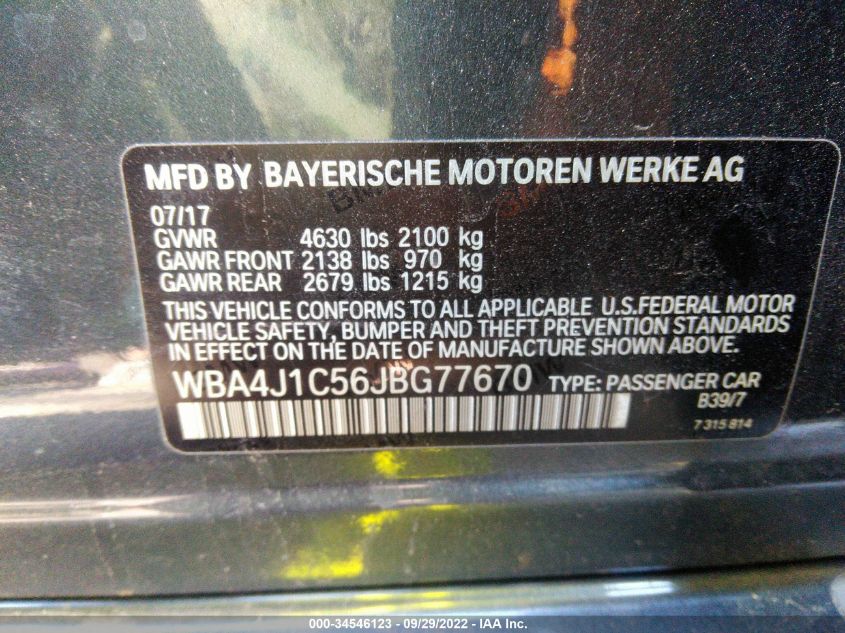 MFD BY BAYERISCHE MOTOREN WERKE AG
07/17
GVWR 4630 lbs 2100 kg
GAWR FRONT 2138 lbs 970 kg
GAWR REAR 2679 lbs 1215 kg
THIS VEHICLE CONFORMS TO ALL APPLICABLE U.S.FEDERAL MOTOR
VEHICLE SAFETY, BUMPER AND THEFT PREVENTION STANDARDS
IN EFFECT ON THE DATE OF MANUFACTURE SHOWN ABOVE.
WBA4J1C56JBG77670 TYPE: PASSENGER CAR
B39/7
7 315 814
000-34546123 - 09/29/2022 - IAA Inc.